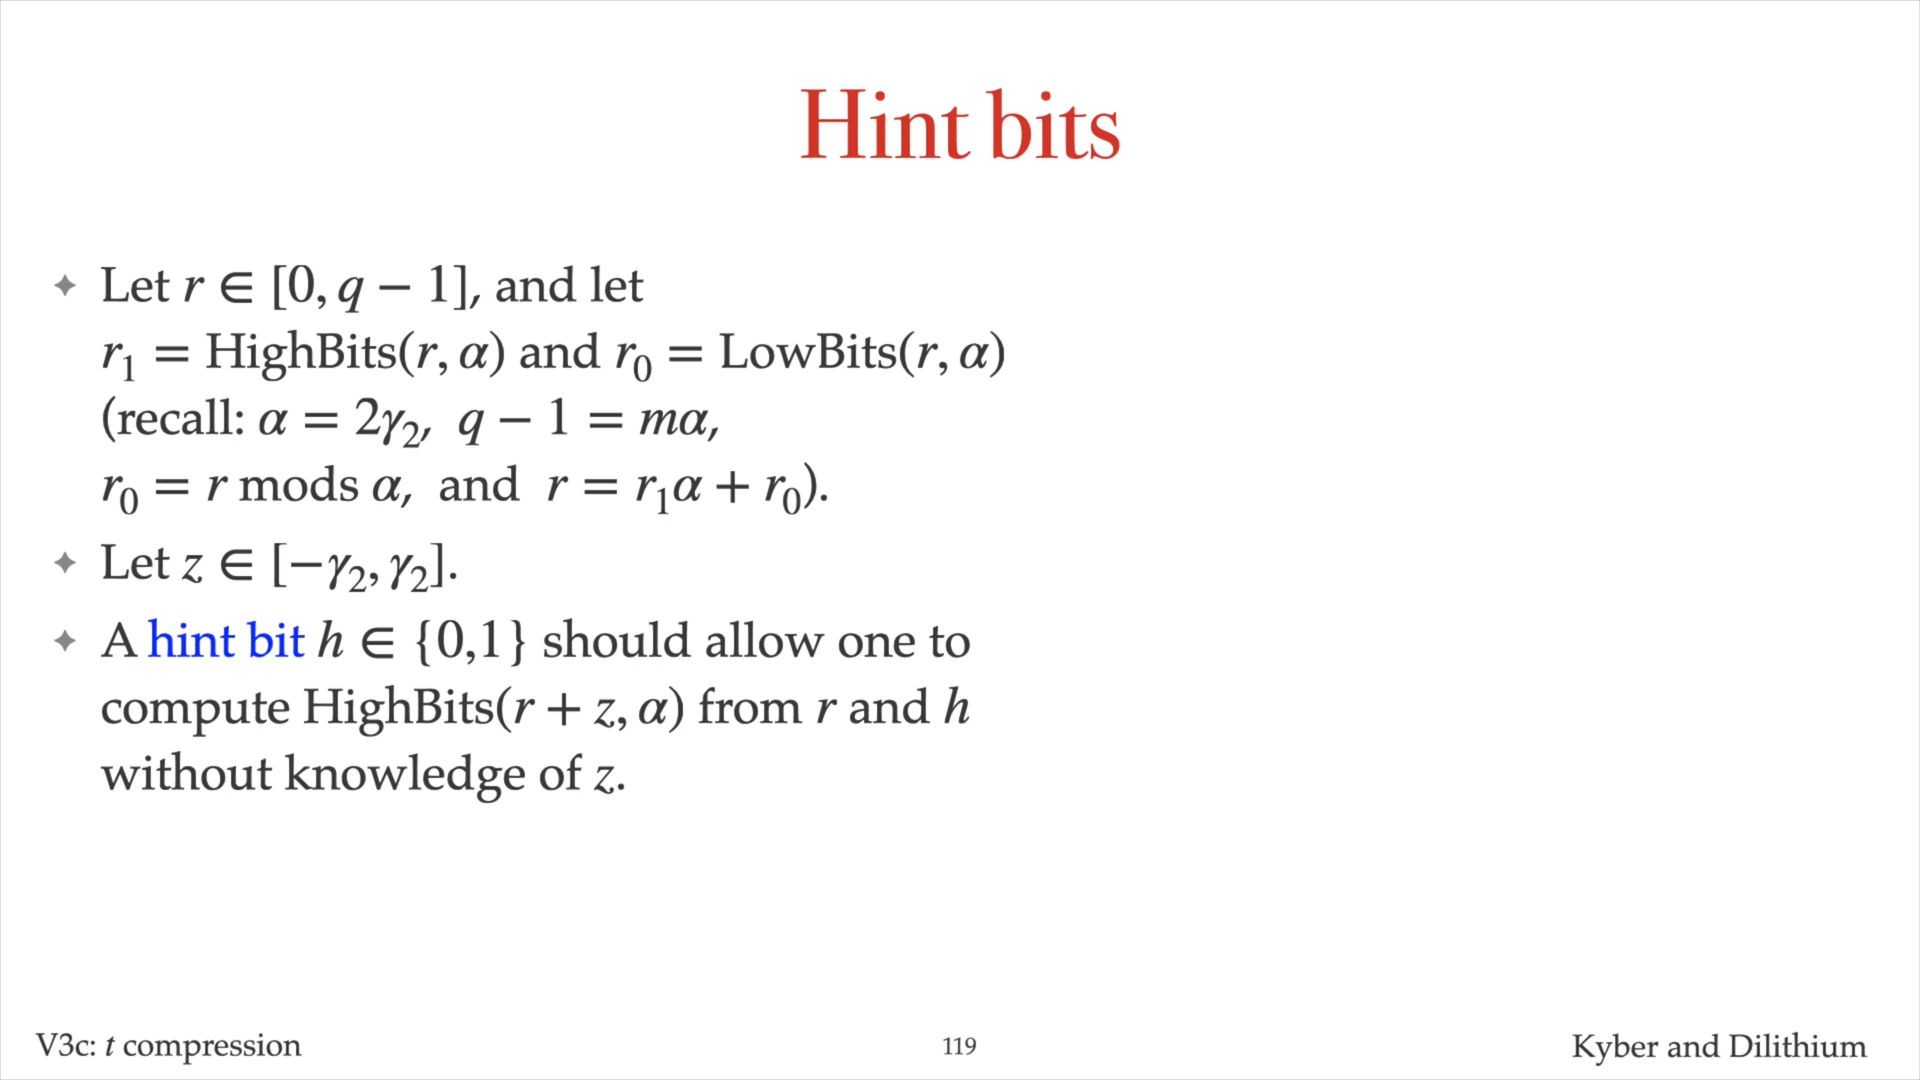 Hint bits
✦ Let r ∈ [0, q − 1], and let
r₁ = HighBits(r, α) and r₀ = LowBits(r, α)
(recall: α = 2γ₂, q − 1 = mα,
r₀ = r mods α, and r = r₁α + r₀).
✦ Let z ∈ [−γ₂, γ₂].
✦ A hint bit h ∈ {0,1} should allow one to
compute HighBits(r + z, α) from r and h
without knowledge of z.
V3c: t compression
119
Kyber and Dilithium